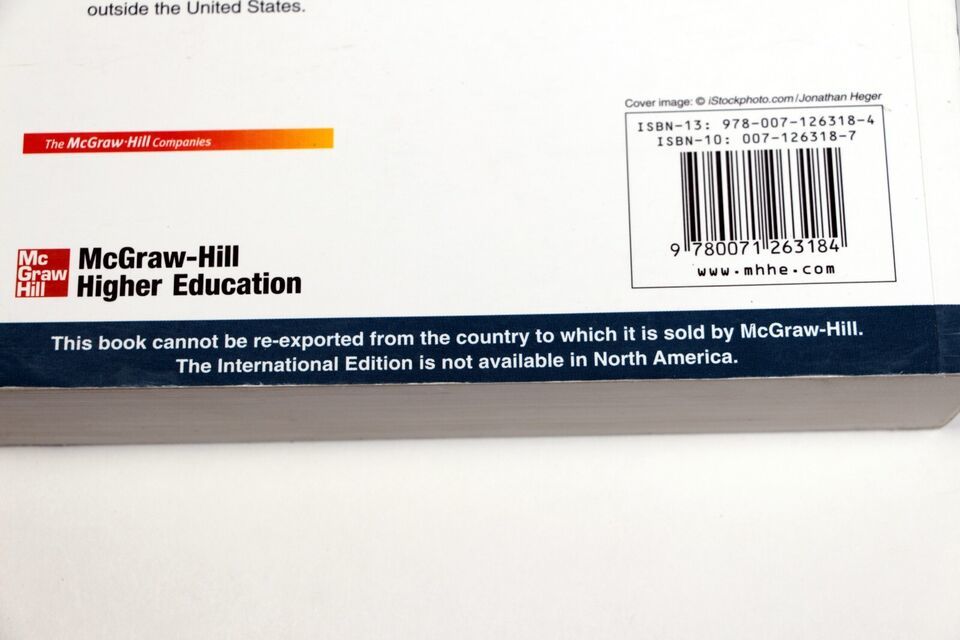 outside the United States.
The McGraw·Hill Companies
Mc
Graw
Hill
McGraw-Hill
Higher Education
Cover image: © iStockphoto.com/Jonathan Heger
ISBN-13: 978-007-126318-4
ISBN-10: 007-126318-7
9 780071 263184
www.mhhe.com
This book cannot be re-exported from the country to which it is sold by McGraw-Hill.
The International Edition is not available in North America.